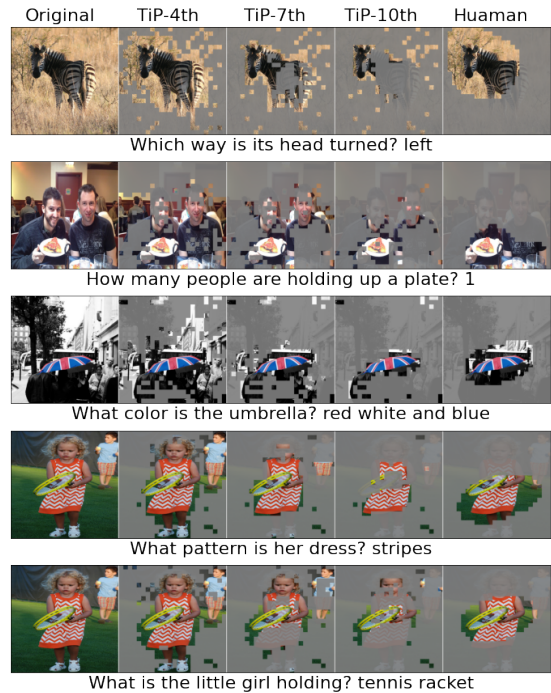 Original TiP-4th TiP-7th TiP-10th Huaman
Which way is its head turned? left
How many people are holding up a plate? 1
What color is the umbrella? red white and blue
What pattern is her dress? stripes
What is the little girl holding? tennis racket